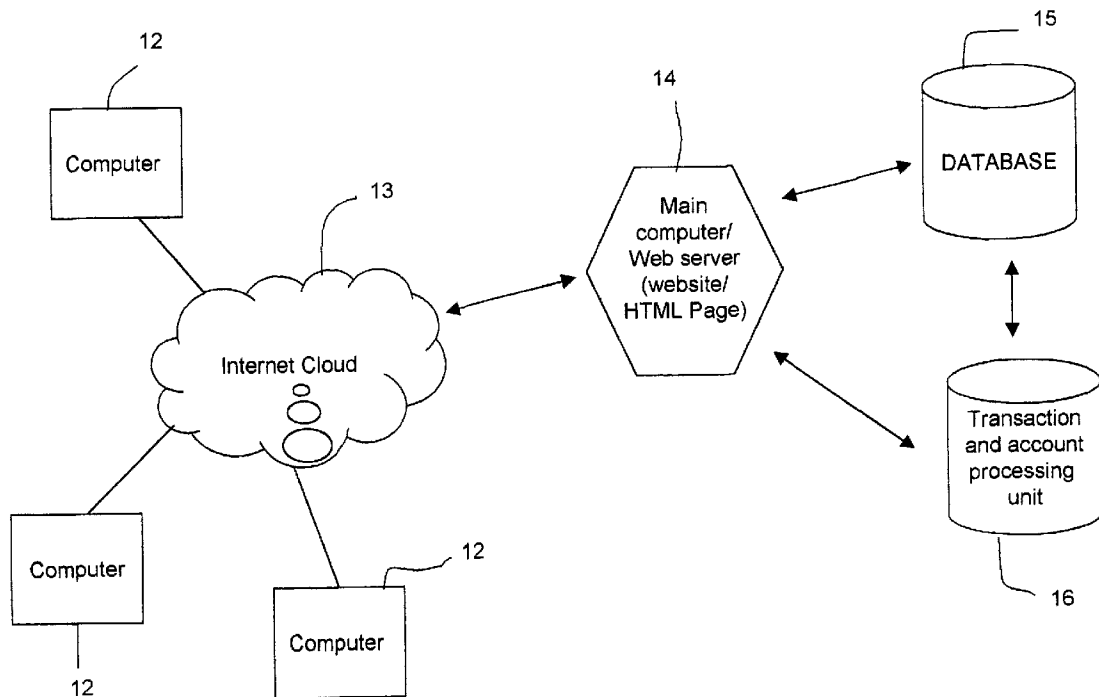 12
Computer
13
Internet Cloud
14
Main
computer/
Web server
(website/
HTML Page)
15
DATABASE
Transaction
and account
processing
unit
16
Computer
12
12
Computer